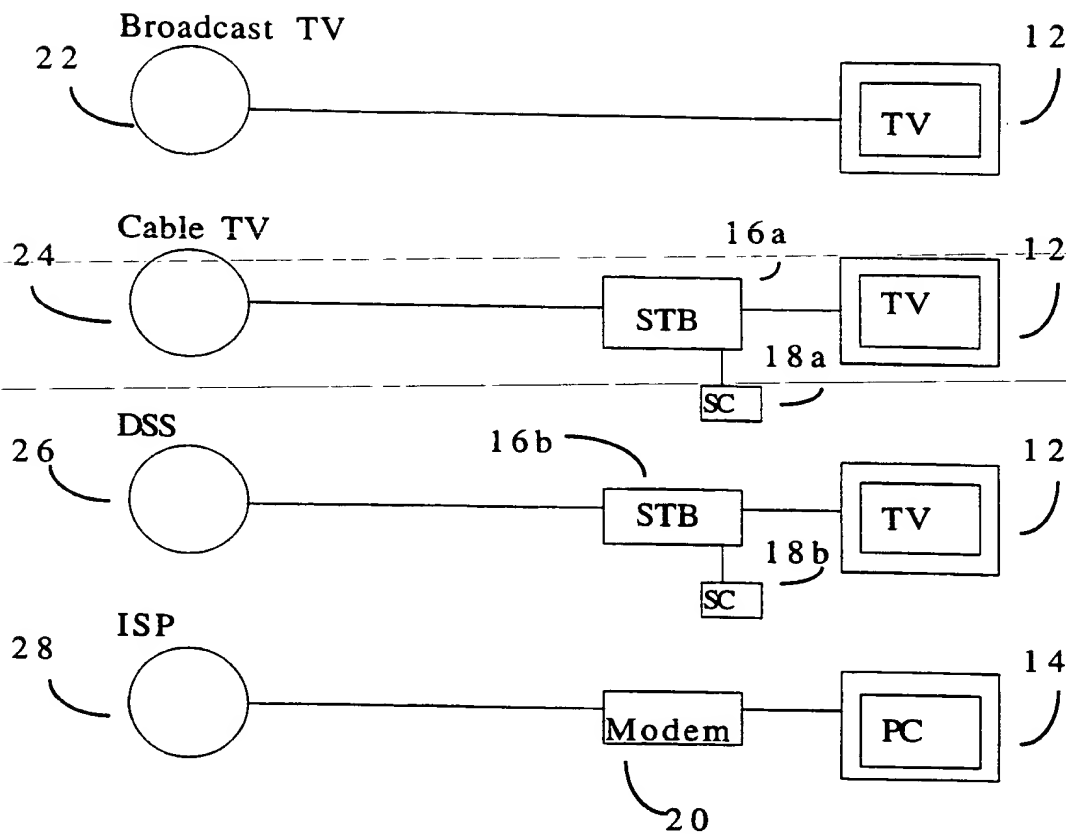 Broadcast TV
22
12
TV
Cable TV
24
16a
12
STB
TV
18a
SC
DSS
26
16b
12
STB
TV
18b
SC
ISP
28
14
Modem
PC
20